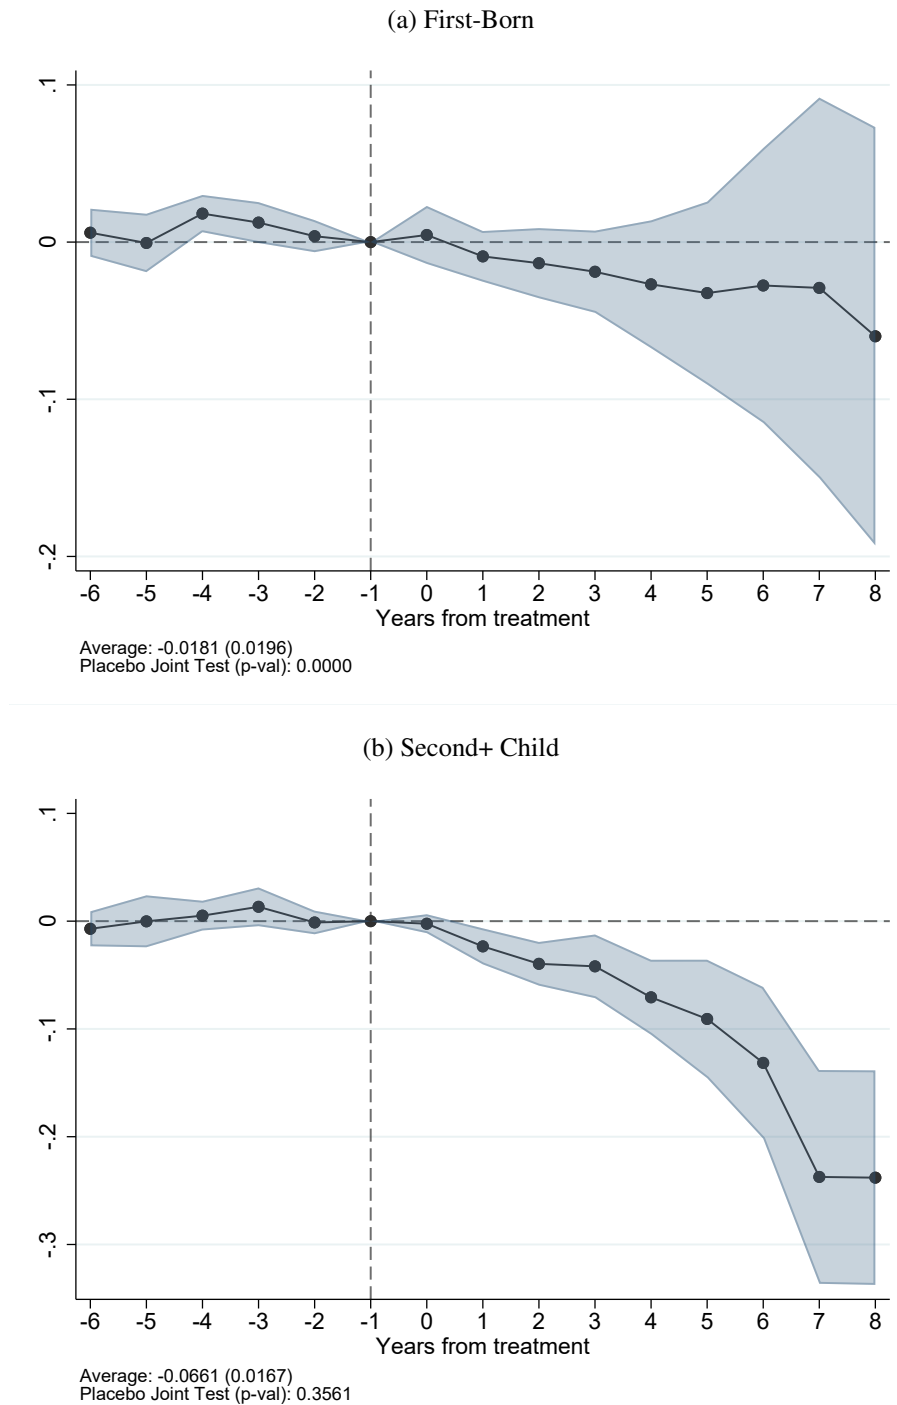 (a) First-Born
.1
0
-.1
-.2
-6 -5 -4 -3 -2 -1 0 1 2 3 4 5 6 7 8
Years from treatment
Average: -0.0181 (0.0196)
Placebo Joint Test (p-val): 0.0000
(b) Second+ Child
.1
0
-.1
-.2
-.3
-6 -5 -4 -3 -2 -1 0 1 2 3 4 5 6 7 8
Years from treatment
Average: -0.0661 (0.0167)
Placebo Joint Test (p-val): 0.3561